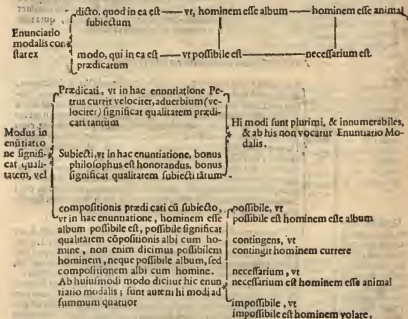 dicto, quod in ea est — vt, hominem esse album — hominem esse animal
subiectum
Enunciatio
modalis con
stat ex
modo, qui in ea est — vt possibile est — necessarium est.
prædicatum
Prædicati, vt in hac enuntiatione Pe-
trus currit velociter, aduerbium (ve-
lociter) significat qualitatem prædi-
cati tantum
Hi modi sunt plurimi, & innumerabiles,
& ab his non vocatur Enuntiatio Mo-
dalis.
Modus in
enūtiatio
ne signifi-
cat quali-
tatem, vel
Subiecti, vt in hac enuntiatione, bonus
philosophus est honorandus, bonus
significat qualitatem subiecti tātum
compositionis prædicati cū subiecto,
vt in hac enuntiatione, hominem esse
album possibile est, possibile significat
qualitatem cōpositionis albi cum ho-
mine, non enim dicimus possibilem
hominem, neque possibile album, sed
compositionem albi cum homine.
Ab huiusmodi modo dicitur hic enun
tiatio modalis; sunt autem hi modi ad
summum quatuor
possibile, vt
possibile est hominem esse album
contingens, vt
contingit hominem currere
necessarium, vt
necessarium est hominem esse animal
impossibile, vt
impossibile est hominem volare.